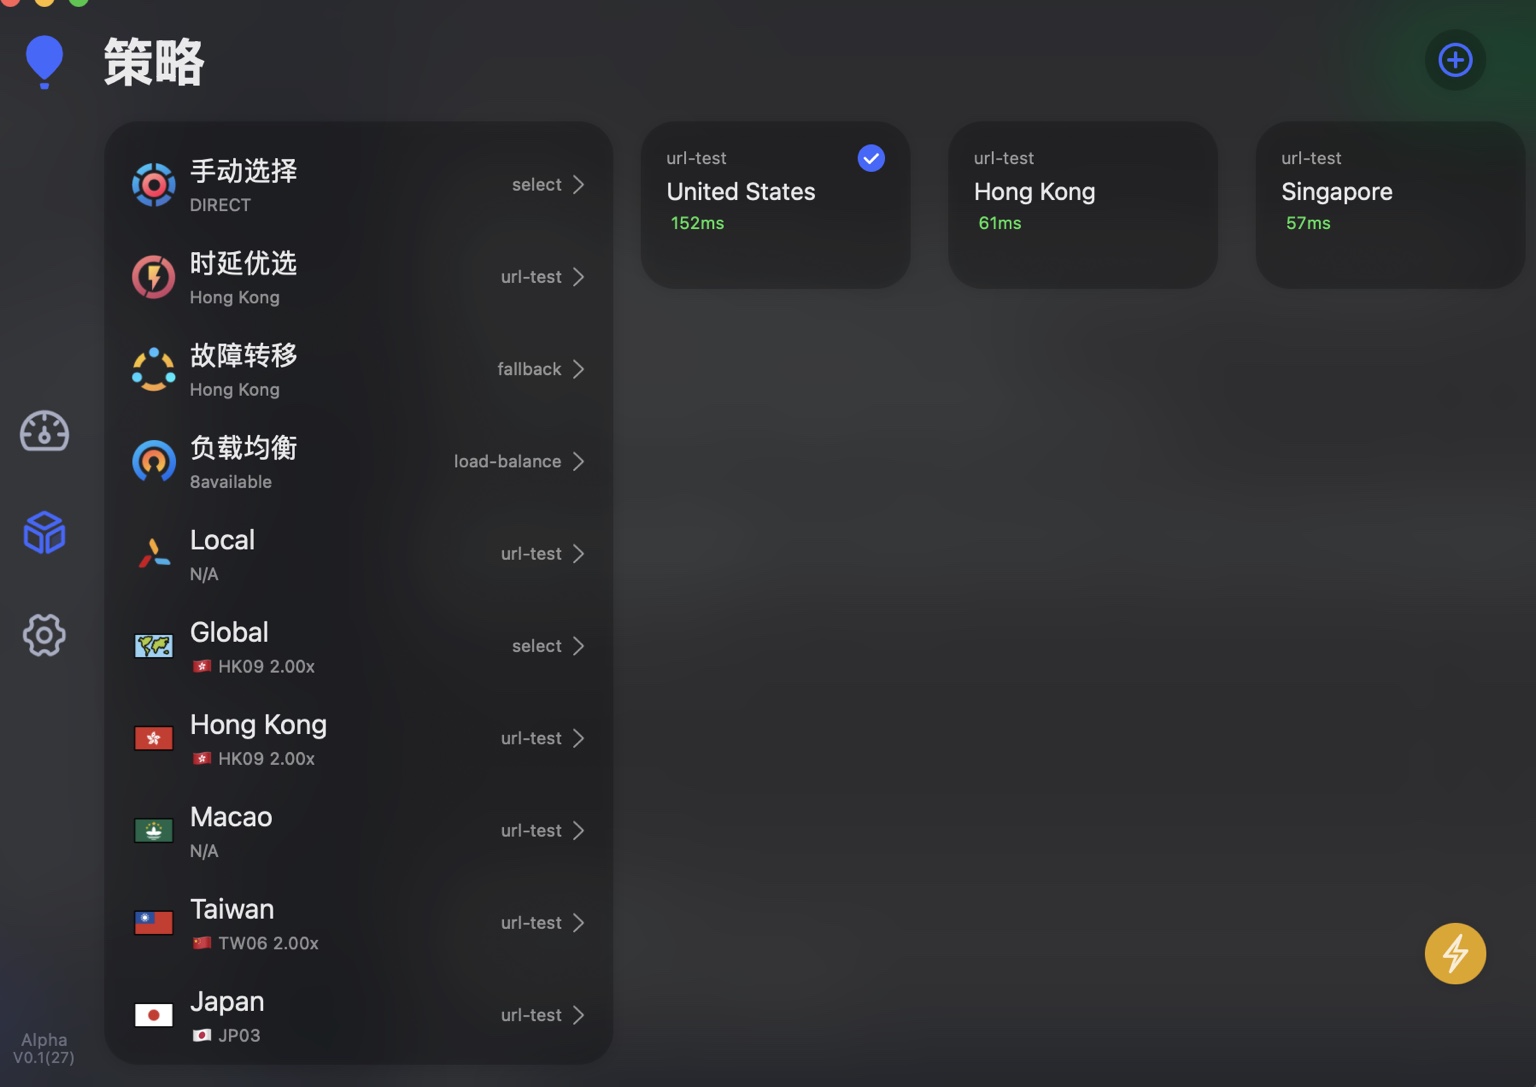 策略
手动选择
DIRECT
select
时延优选
Hong Kong
url-test
故障转移
Hong Kong
fallback
负载均衡
8available
load-balance
Local
N/A
url-test
Global
HK09 2.00x
select
Hong Kong
HK09 2.00x
url-test
Macao
N/A
url-test
Taiwan
TW06 2.00x
url-test
Japan
JP03
url-test
url-test
United States
152ms
url-test
Hong Kong
61ms
url-test
Singapore
57ms
Alpha
V0.1(27)